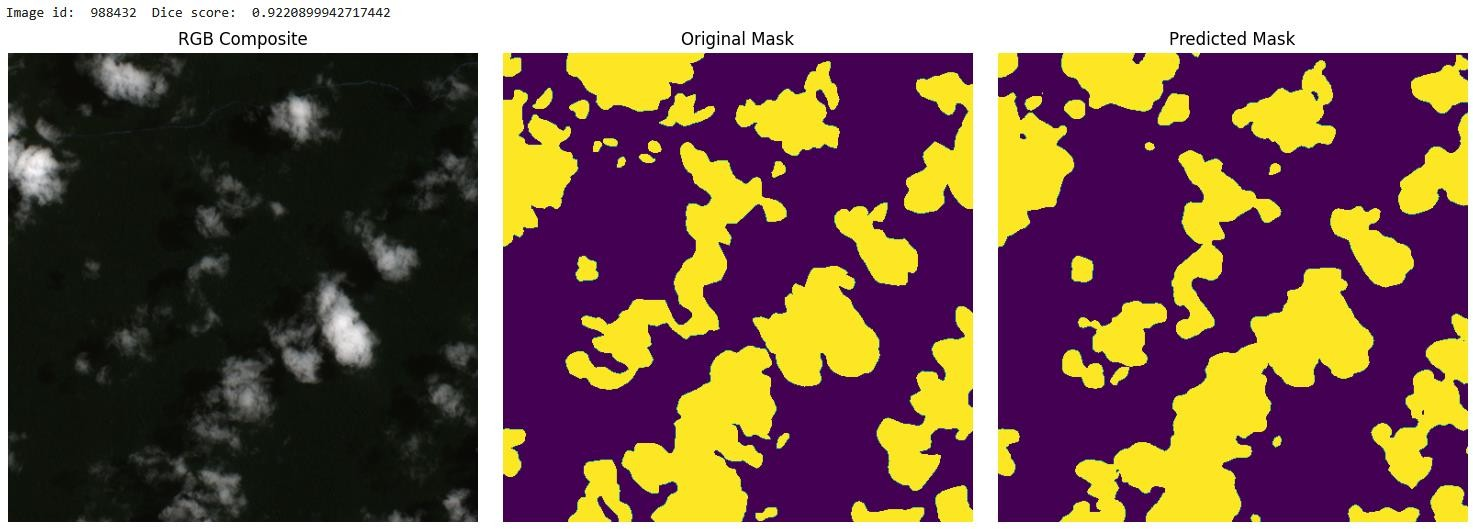 Image id:  988432  Dice score:  0.9220899942717442
RGB Composite
Original Mask
Predicted Mask